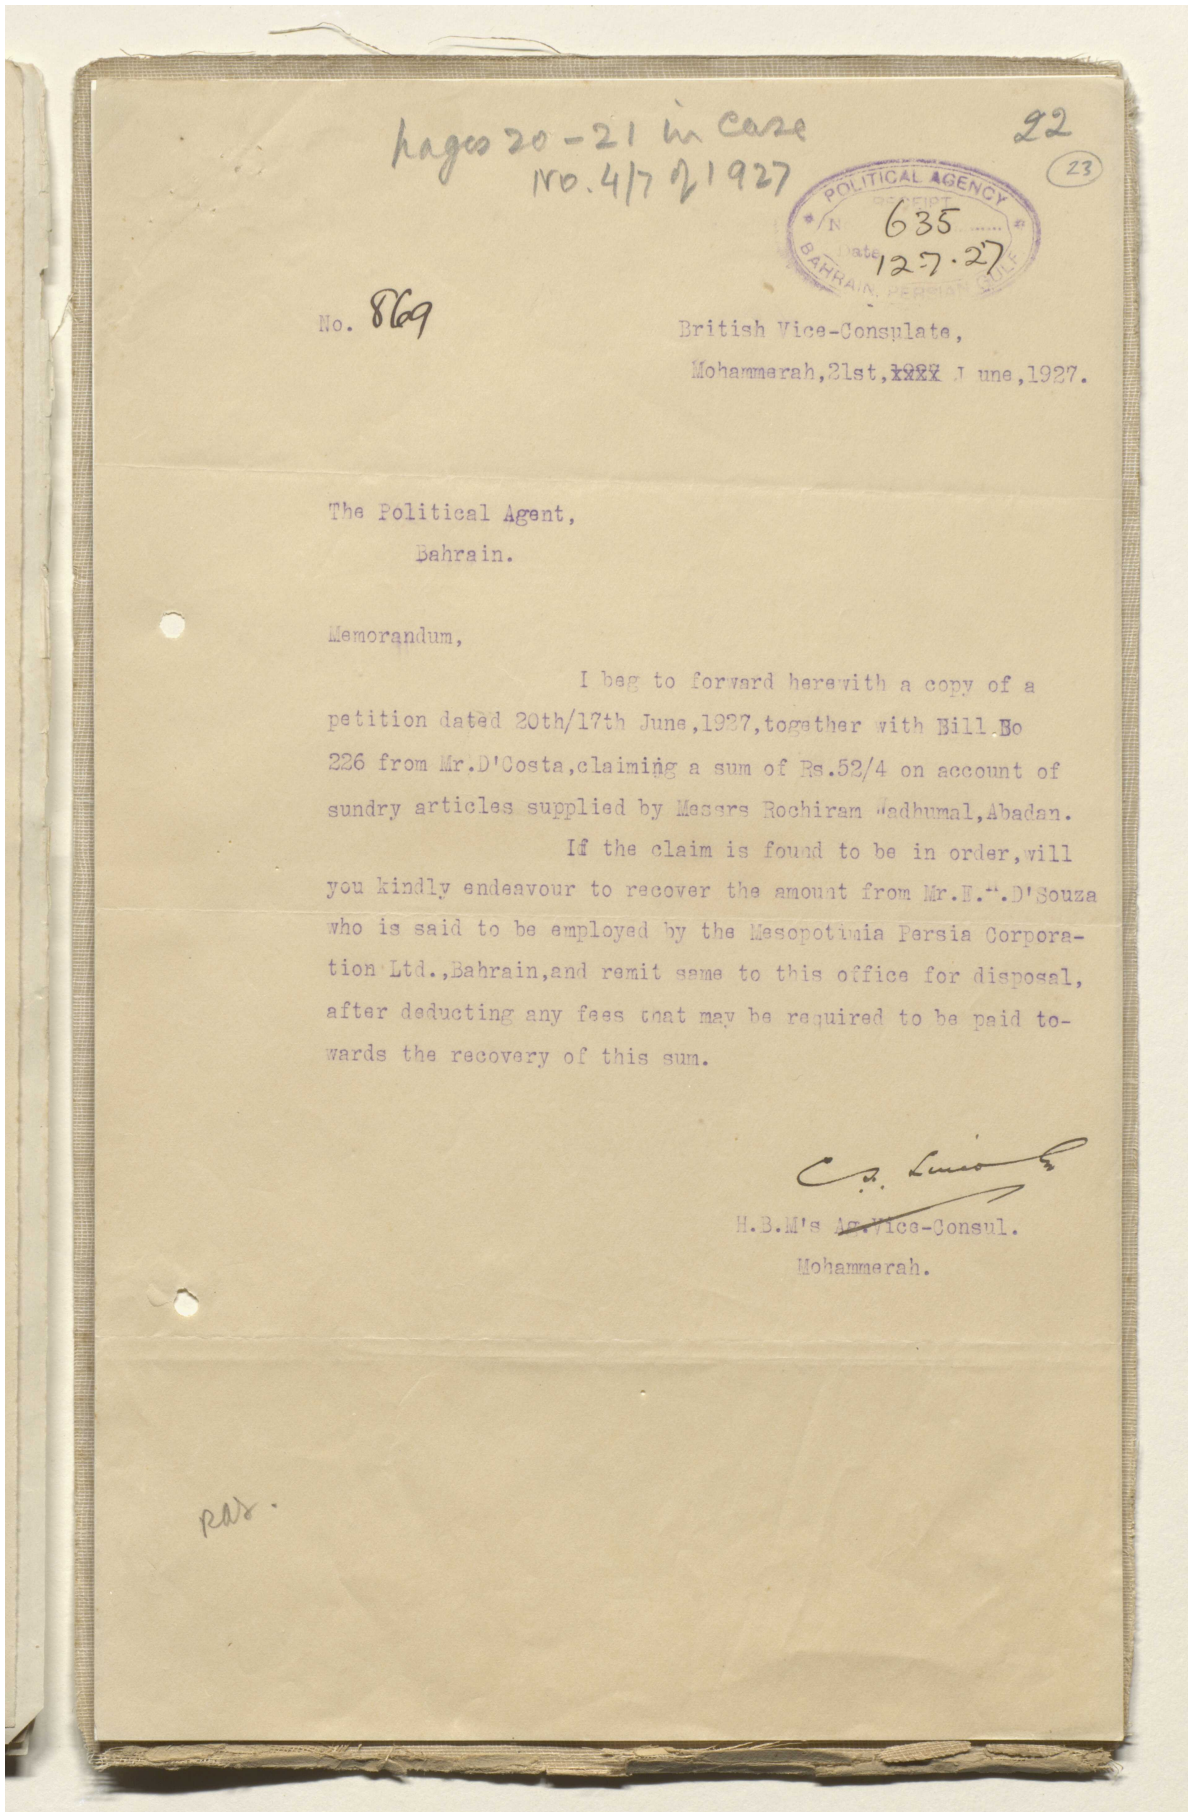 pages 20-21 in case
No. 4/7 of 1927
22
23
POLITICAL AGENCY
RECEIPT
No 635
Date 12-7-27
BAHRAIN, PERSIAN GULF
No. 869
British Vice-Consulate,
Mohammerah,21st, June,1927.
The Political Agent,
Bahrain.
Memorandum,
I beg to forward herewith a copy of a
petition dated 20th/17th June,1927,together with Bill.No
226 from Mr.D'Costa,claiming a sum of Rs.52/4 on account of
sundry articles supplied by Messrs Rochiram Wadhumal,Abadan.
If the claim is found to be in order,will
you kindly endeavour to recover the amount from Mr. D'Souza
who is said to be employed by the Mesopotimia Persia Corpora-
tion Ltd.,Bahrain,and remit same to this office for disposal,
after deducting any fees that may be required to be paid to-
wards the recovery of this sum.
H.B.M's Ag.Vice-Consul.
Mohammerah.